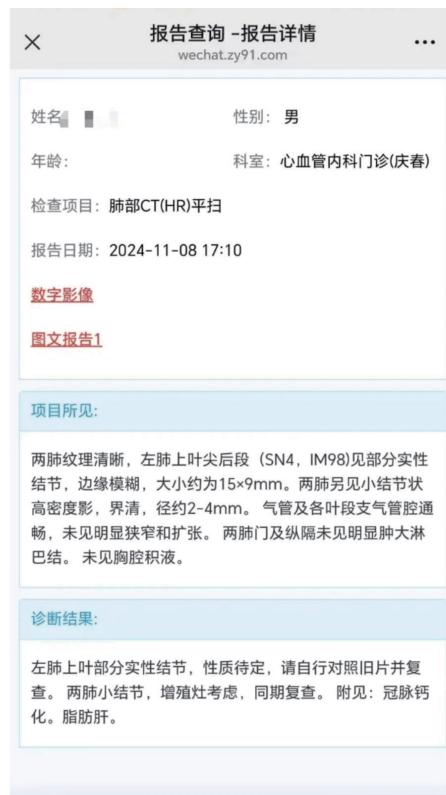 报告查询 -报告详情
wechat.zy91.com
姓名
性别： 男
年龄：
科室：心血管内科门诊(庆春)
检查项目：肺部CT(HR)平扫
报告日期：2024-11-08 17:10
数字影像
图文报告1
项目所见:
两肺纹理清晰，左肺上叶尖后段（SN4，IM98)见部分实性
结节，边缘模糊，大小约为15×9mm。两肺另见小结节状
高密度影，界清，径约2-4mm。 气管及各叶段支气管腔通
畅，未见明显狭窄和扩张。 两肺门及纵隔未见明显肿大淋
巴结。 未见胸腔积液。
诊断结果:
左肺上叶部分实性结节，性质待定，请自行对照旧片并复
查。 两肺小结节，增殖灶考虑，同期复查。 附见：冠脉钙
化。脂肪肝。